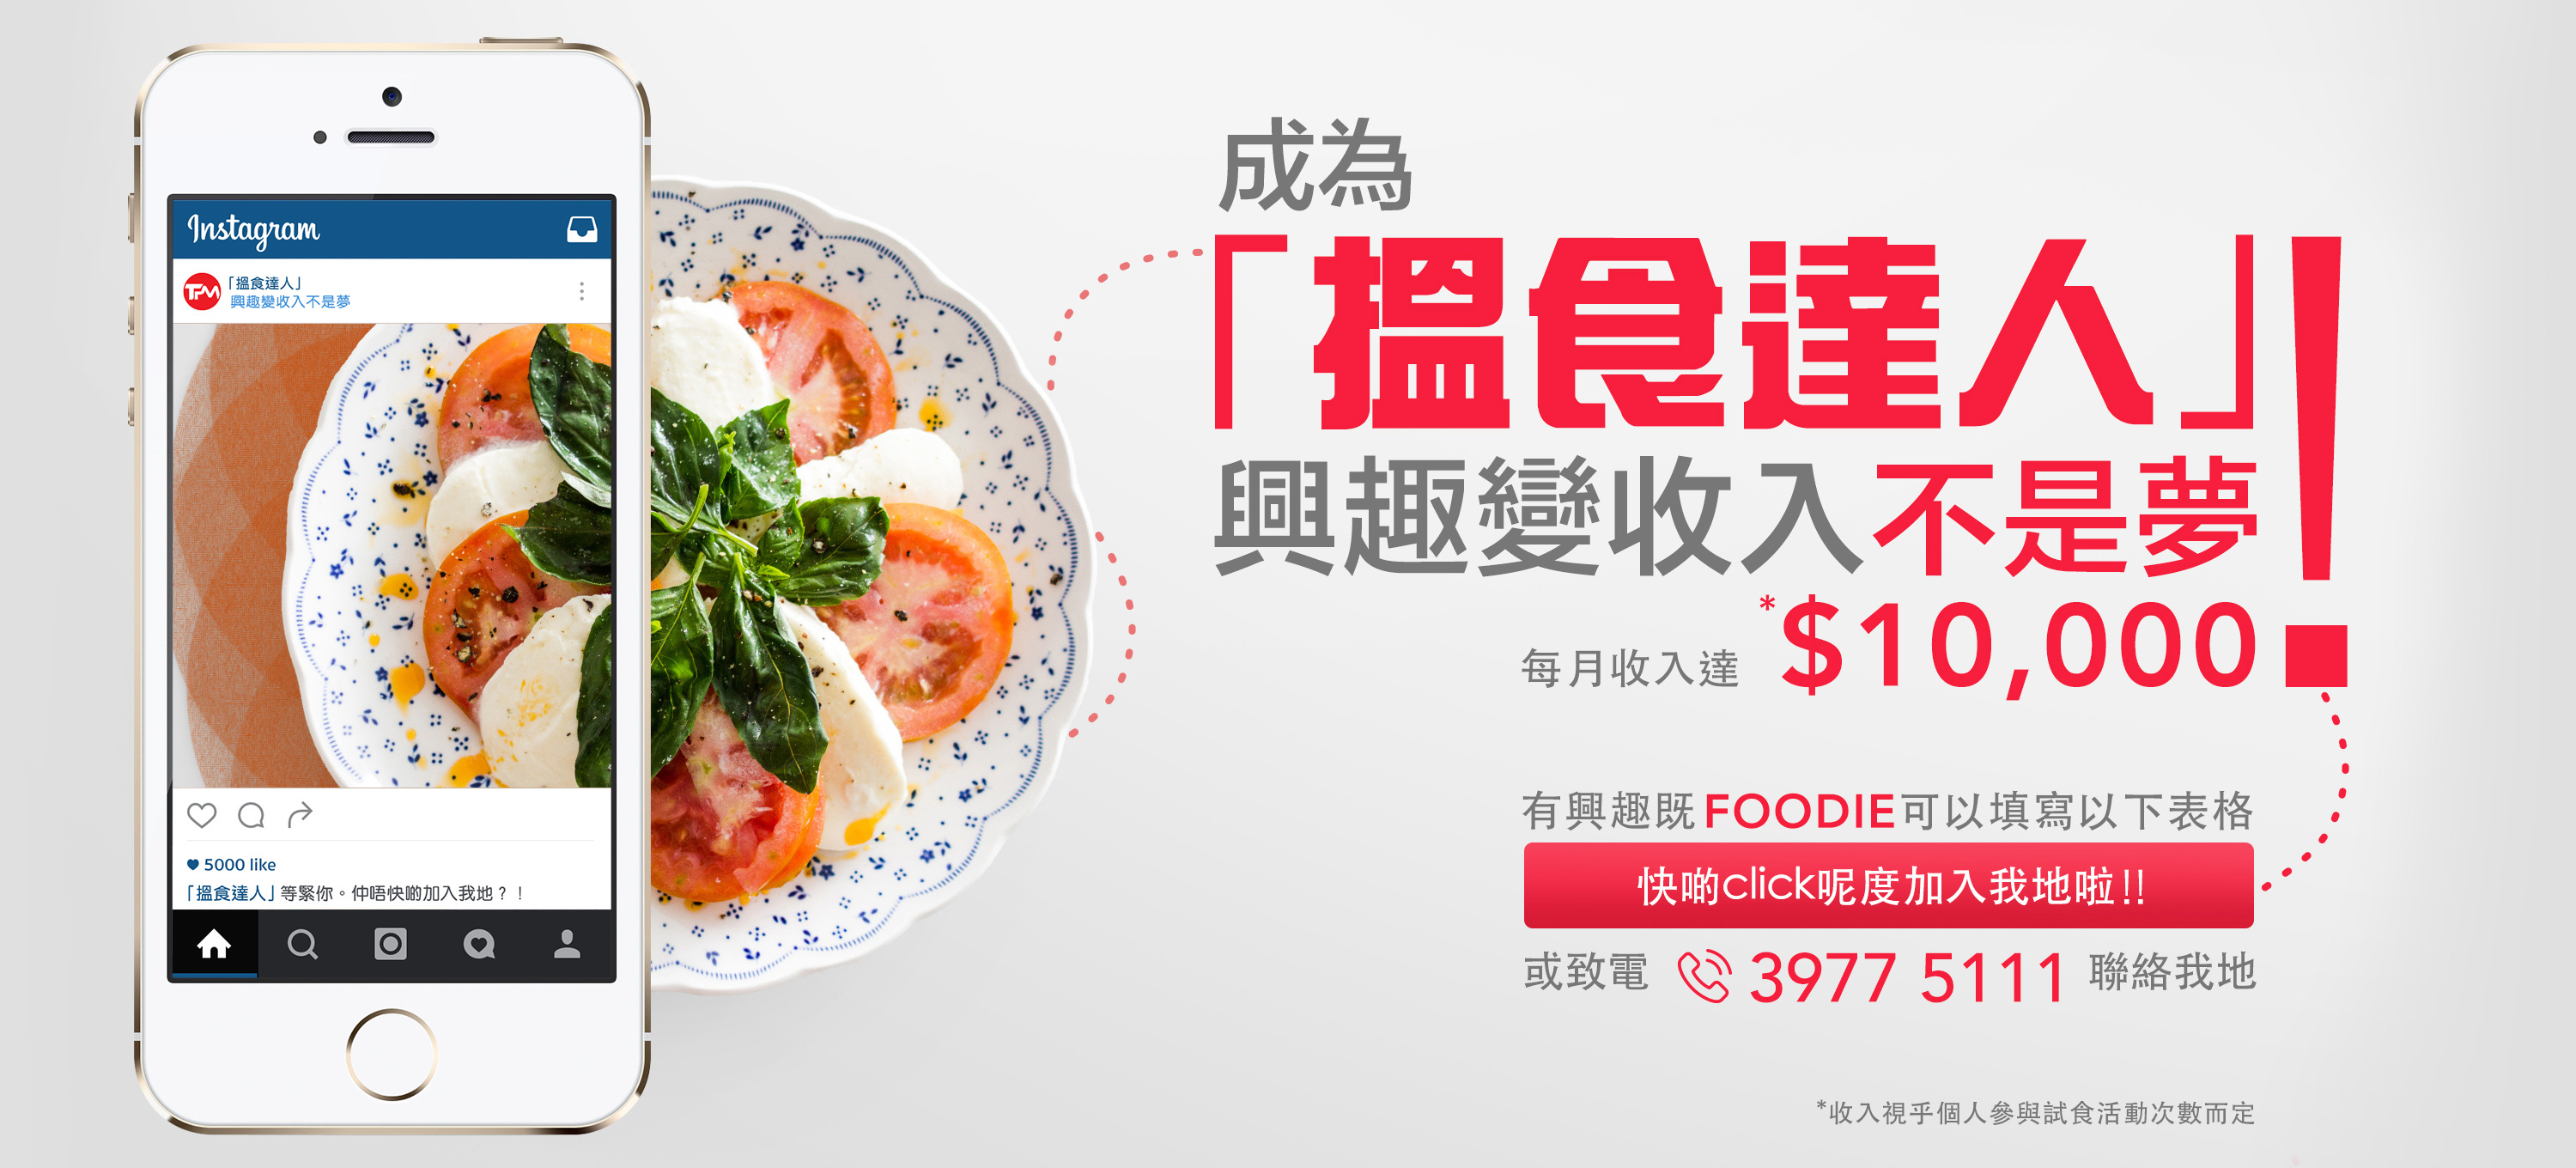 Instagram
TPM
「搵食達人」
興趣變收入不是夢
5000 like
「搵食達人」等緊你。仲唔快啲加入我地？！
成為
「搵食達人」!
興趣變收入不是夢
每月收入達 *$10,000
有興趣既FOODIE可以填寫以下表格
快啲click呢度加入我地啦!!
或致電 3977 5111 聯絡我地
*收入視乎個人參與試食活動次數而定